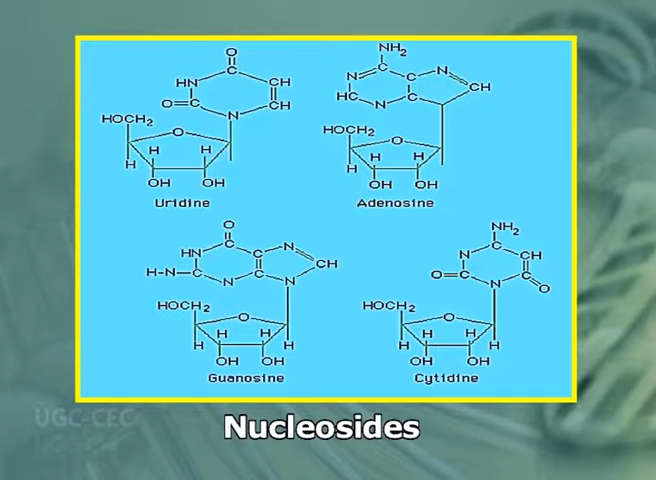 O
C
HN
CH
O=C
CH
N
HOCH2
O
H
H
H
OH
OH
Uridine
NH2
C
N
C
N
CH
HC
N
C
HOCH2
O
H
H
H
OH
OH
Adenosine
O
C
HN
C
N
CH
H-N
C
N
C
N
HOCH2
O
H
H
H
H
OH
OH
Guanosine
NH2
C
N
CH
O=C
C
N
O
HOCH2
O
H
H
H
H
OH
OH
Cytidine
UGC-CEC
Nucleosides